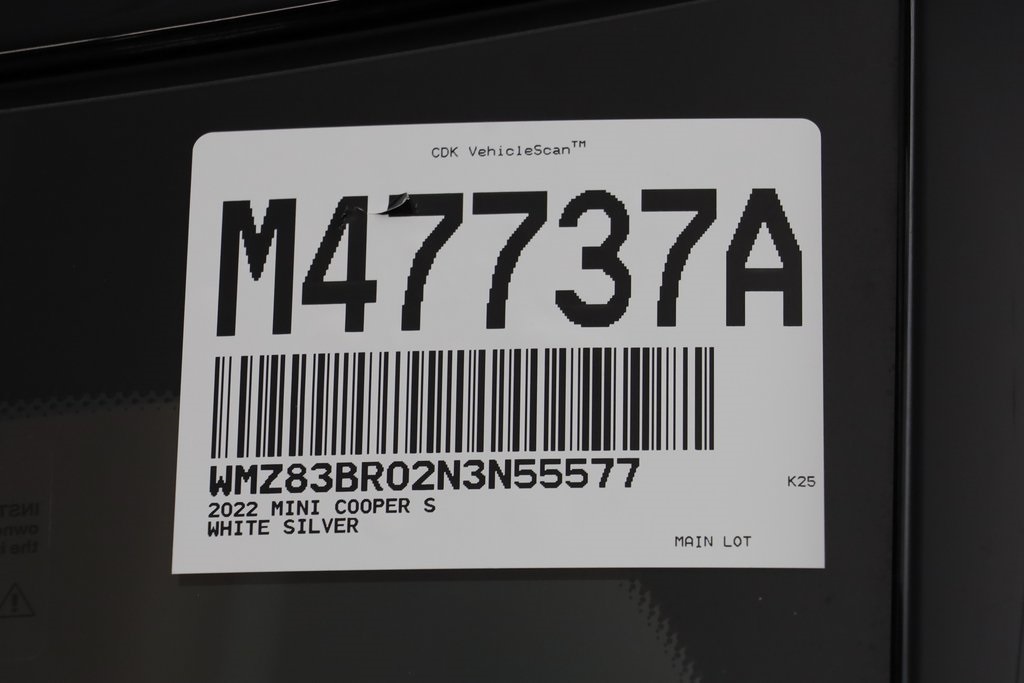 CDK VehicleScan™
M47737A
WMZ83BR02N3N55577
2022 MINI COOPER S
WHITE SILVER
K25
MAIN LOT